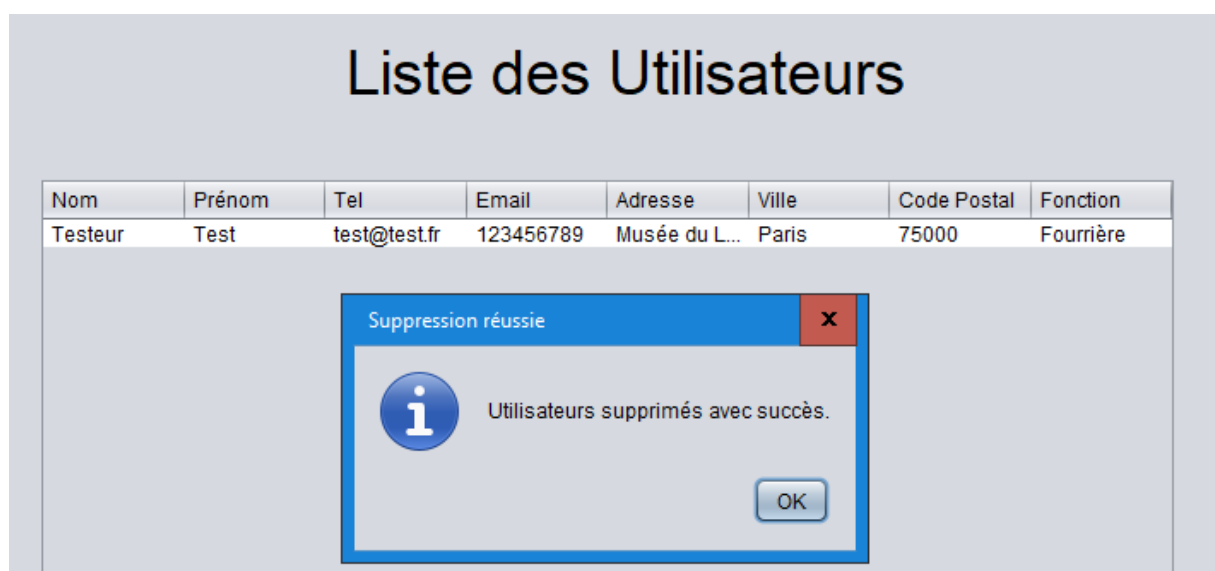 Liste des Utilisateurs
Nom Prénom Tel Email Adresse Ville Code Postal Fonction
Testeur Test test@test.fr 123456789 Musée du L... Paris 75000 Fourrière
Suppression réussie x
i Utilisateurs supprimés avec succès.
OK